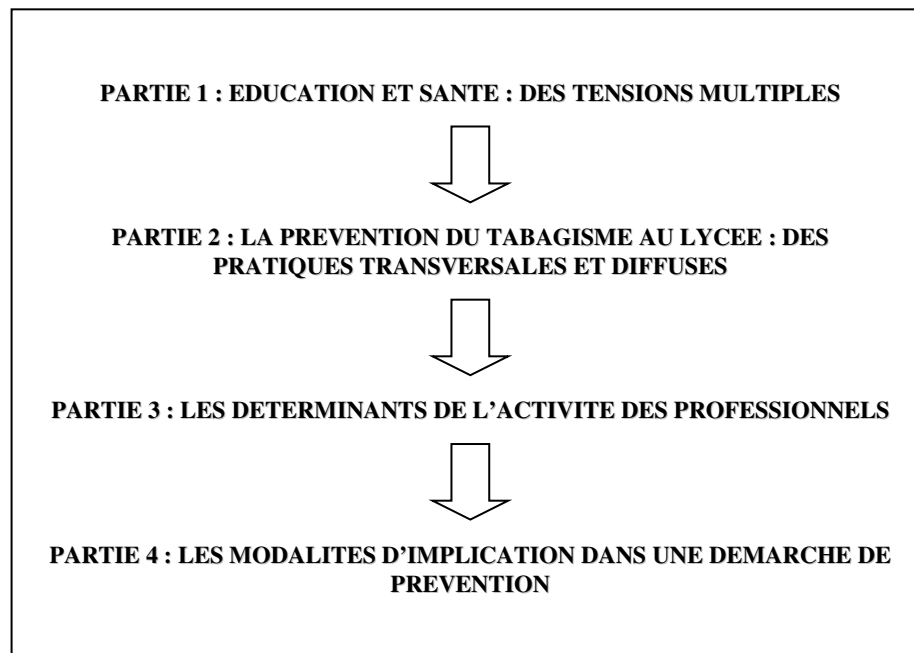 PARTIE 1 : EDUCATION ET SANTE : DES TENSIONS MULTIPLES
PARTIE 2 : LA PREVENTION DU TABAGISME AU LYCEE : DES
PRATIQUES TRANSVERSALES ET DIFFUSES
PARTIE 3 : LES DETERMINANTS DE L’ACTIVITE DES PROFESSIONNELS
PARTIE 4 : LES MODALITES D’IMPLICATION DANS UNE DEMARCHE DE
PREVENTION